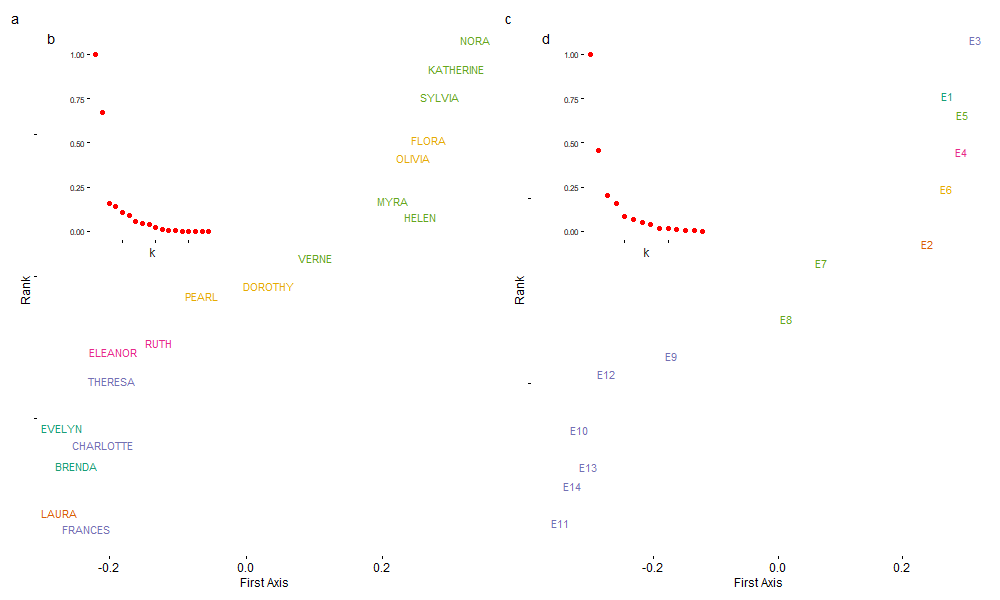 a
b
NORA
KATHERINE
SYLVIA
FLORA
OLIVIA
MYRA
HELEN
VERNE
DOROTHY
PEARL
RUTH
ELEANOR
THERESA
EVELYN
CHARLOTTE
BRENDA
LAURA
FRANCES
1.00
0.75
0.50
0.25
0.00
k
Rank
-0.2 0.0 0.2
First Axis
c
d
E3
E1
E5
E4
E6
E2
E7
E8
E9
E12
E10
E13
E14
E11
1.00
0.75
0.50
0.25
0.00
k
Rank
-0.2 0.0 0.2
First Axis